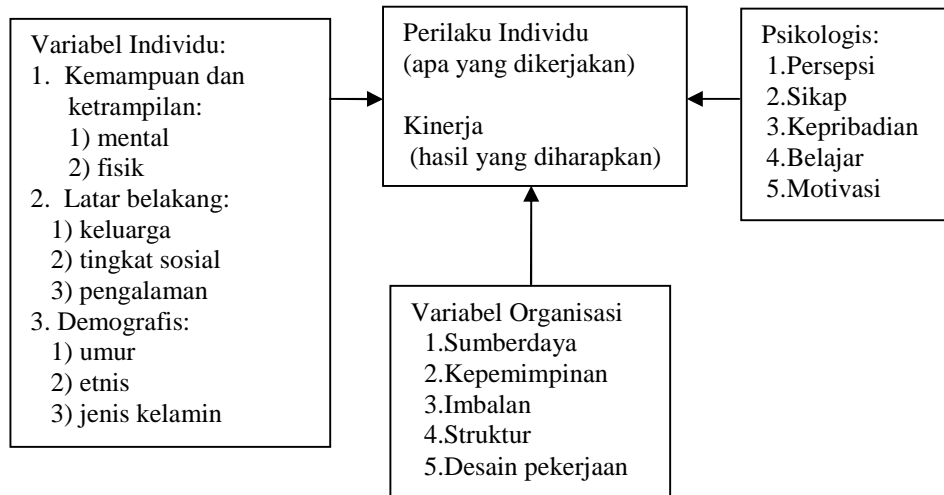 Variabel Individu:
1. Kemampuan dan
ketrampilan:
1) mental
2) fisik
2. Latar belakang:
1) keluarga
2) tingkat sosial
3) pengalaman
3. Demografis:
1) umur
2) etnis
3) jenis kelamin
Perilaku Individu
(apa yang dikerjakan)
Kinerja
(hasil yang diharapkan)
Psikologis:
1.Persepsi
2.Sikap
3.Kepribadian
4.Belajar
5.Motivasi
Variabel Organisasi
1.Sumberdaya
2.Kepemimpinan
3.Imbalan
4.Struktur
5.Desain pekerjaan